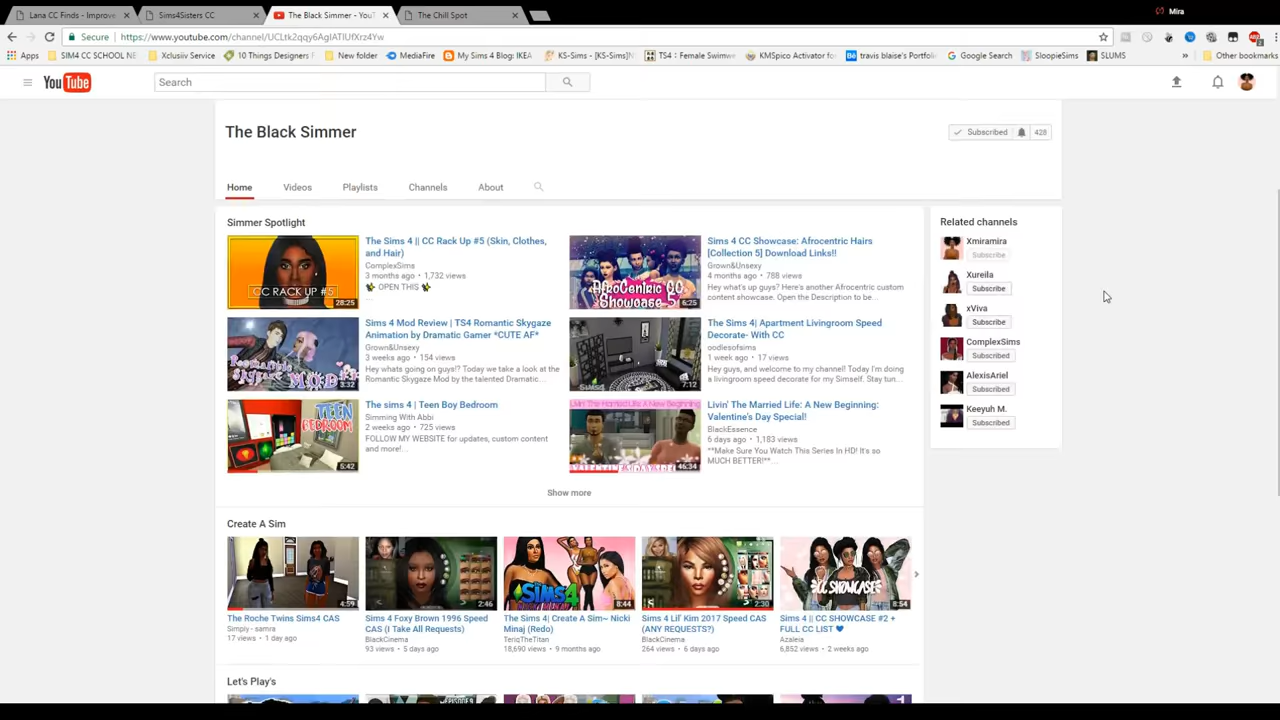 Lana CC Finds - Improve
Sims4Sisters CC
The Black Simmer - YouT
The Chill Spot
Mira
Secure
https://www.youtube.com/channel/UCLtk2qqy6AgIATIUfXrz4Yw
Apps
SIM4 CC SCHOOL NE
Xclusiiv Service
10 Things Designers F
New folder
MediaFire
My Sims 4 Blog: IKEA
KS-Sims - [KS-Sims]N
TS4 : Female Swimwe
KMSpico Activator for
travis blaise's Portfoli
Google Search
SloopieSims
SLUMS
»
Other bookmarks
YouTube
Search
The Black Simmer
Subscribed
428
Home
Videos
Playlists
Channels
About
Simmer Spotlight
CC RACK UP #5
28:25
The Sims 4 || CC Rack Up #5 (Skin, Clothes,
and Hair)
ComplexSims
3 months ago • 1,732 views
OPEN THIS
...
AFROCENTRIC CC
SHOWCASE 5
6:25
Sims 4 CC Showcase: Afrocentric Hairs
[Collection 5] Download Links!!
Grown&Unsexy
4 months ago • 788 views
Hey what's up guys? Here's another Afrocentric custom
content showcase. Open the Description to be...
3:32
Sims 4 Mod Review | TS4 Romantic Skygaze
Animation by Dramatic Gamer *CUTE AF*
Grown&Unsexy
3 weeks ago • 154 views
Hey whats going on guys!? Today we take a look at the
Romantic Skygaze Mod by the talented Dramatic...
7:12
The Sims 4| Apartment Livingroom Speed
Decorate- With CC
oodlesofsims
1 week ago • 17 views
Hey guys, and welcome to my channel! Today I'm doing
a livingroom speed decorate for my Simself. Stay tun...
TEEN
BEDROOM
5:42
The sims 4 | Teen Boy Bedroom
Simming With Abbi
2 weeks ago • 725 views
FOLLOW MY WEBSITE for updates, custom content
and more!..
46:34
Livin' The Married Life: A New Beginning:
Valentine's Day Special!
BlackEssence
6 days ago • 1,183 views
**Make Sure You Watch This Series In HD! It's so
MUCH BETTER!**...
Show more
Related channels
Xmiramira
Subscribe
Xureila
Subscribe
xViva
Subscribe
ComplexSims
Subscribed
AlexisAriel
Subscribed
Keeyuh M.
Subscribed
Create A Sim
4:59
The Roche Twins Sims4 CAS
Simply - samra
17 views • 1 day ago
2:46
Sims 4 Foxy Brown 1996 Speed
CAS (I Take All Requests)
BlackCinema
93 views • 5 days ago
SIMS4
8:44
The Sims 4| Create A Sim~ Nicki
Minaj (Redo)
TeriqTheTitan
18,690 views • 9 months ago
2:30
Sims 4 Lil' Kim 2017 Speed CAS
(ANY REQUESTS?)
BlackCinema
264 views • 6 days ago
CC SHOWCASE
8:54
Sims 4 || CC SHOWCASE #2 +
FULL CC LIST
Azaleia
6,852 views • 2 weeks ago
Let's Play's